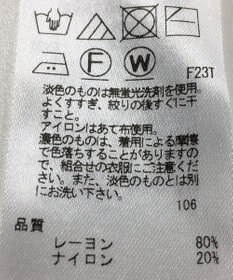 F W
F23T
淡色のものは無蛍光洗剤を使用。
よくすすぎ、絞りの後すぐに干
すこと。
アイロンはあて布使用。
濃色のものは、着用による摩擦
で色落ちすることがありますの
で、組合せの衣服にご注意くださ
い。また、淡色のものとは別に
お洗い下さい。
106
品質
レーヨン 80%
ナイロン 20%